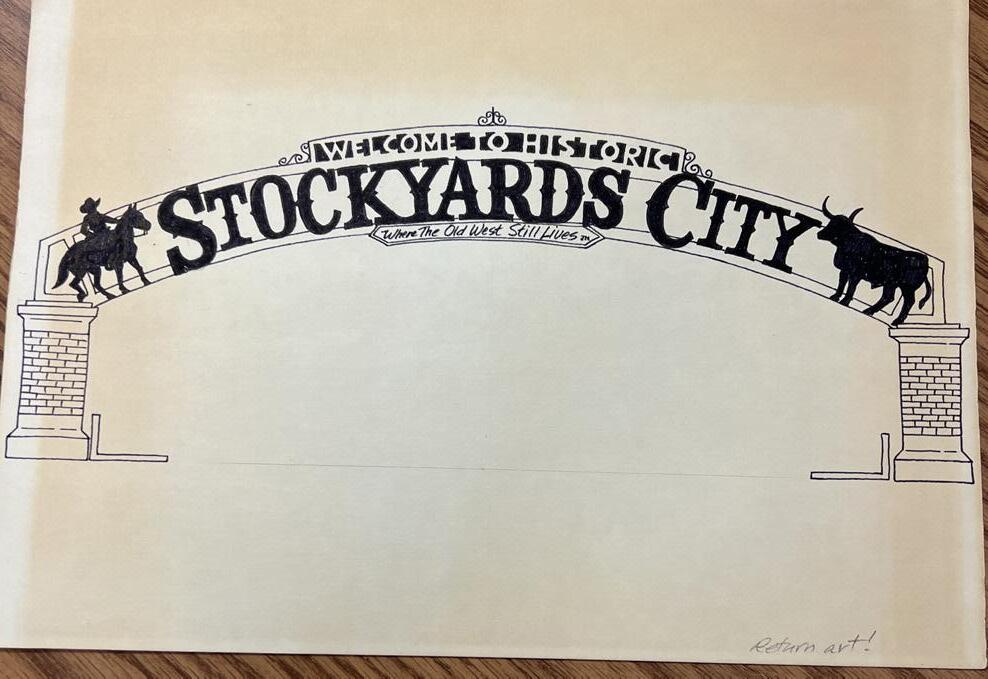 WELCOME TO HISTORIC
STOCKYARDS CITY
Where The Old West Still Lives ™
Return art!